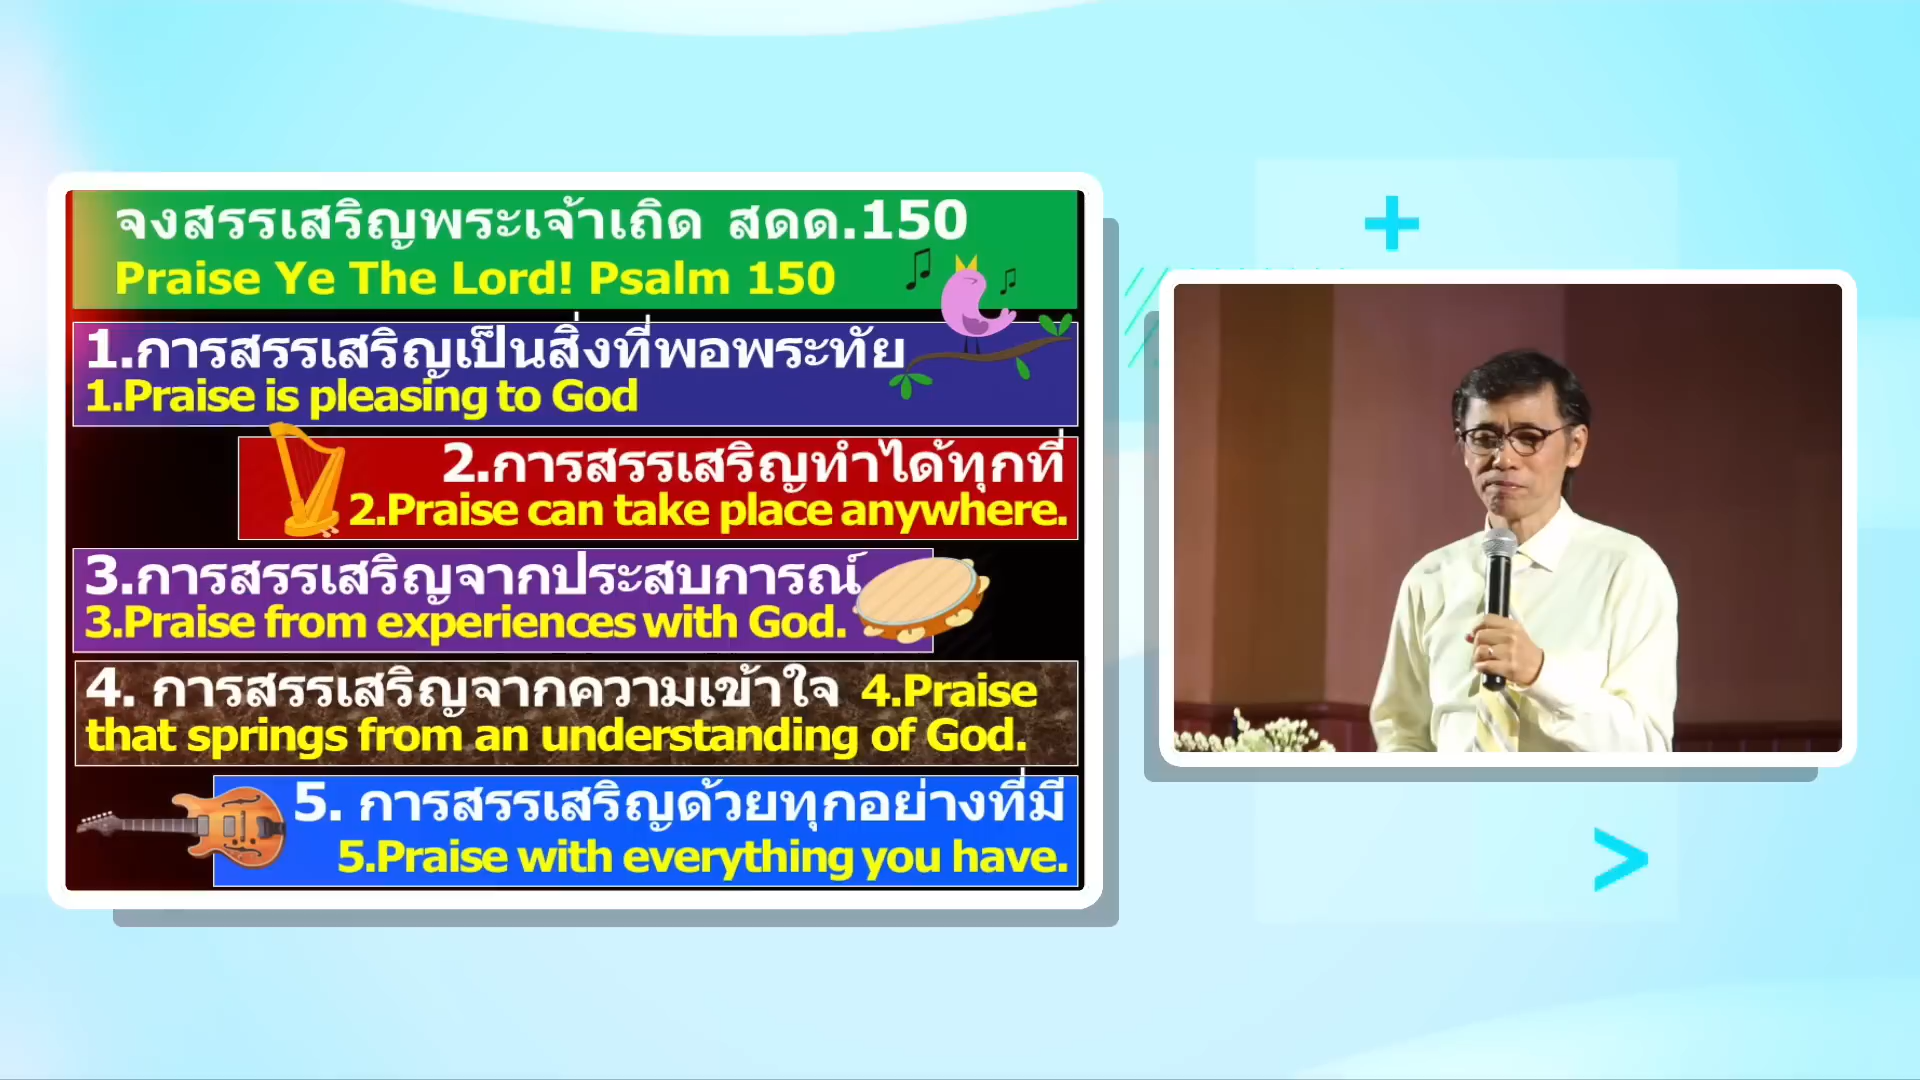 จงสรรเสริญพระเจ้าเถิด สดด.150
Praise Ye The Lord! Psalm 150
1.การสรรเสริญเป็นสิ่งที่พอพระทัย
1.Praise is pleasing to God
2.การสรรเสริญทำได้ทุกที่
2.Praise can take place anywhere.
3.การสรรเสริญจากประสบการณ์
3.Praise from experiences with God.
4. การสรรเสริญจากความเข้าใจ 4.Praise
that springs from an understanding of God.
5. การสรรเสริญด้วยทุกอย่างที่มี
5.Praise with everything you have.